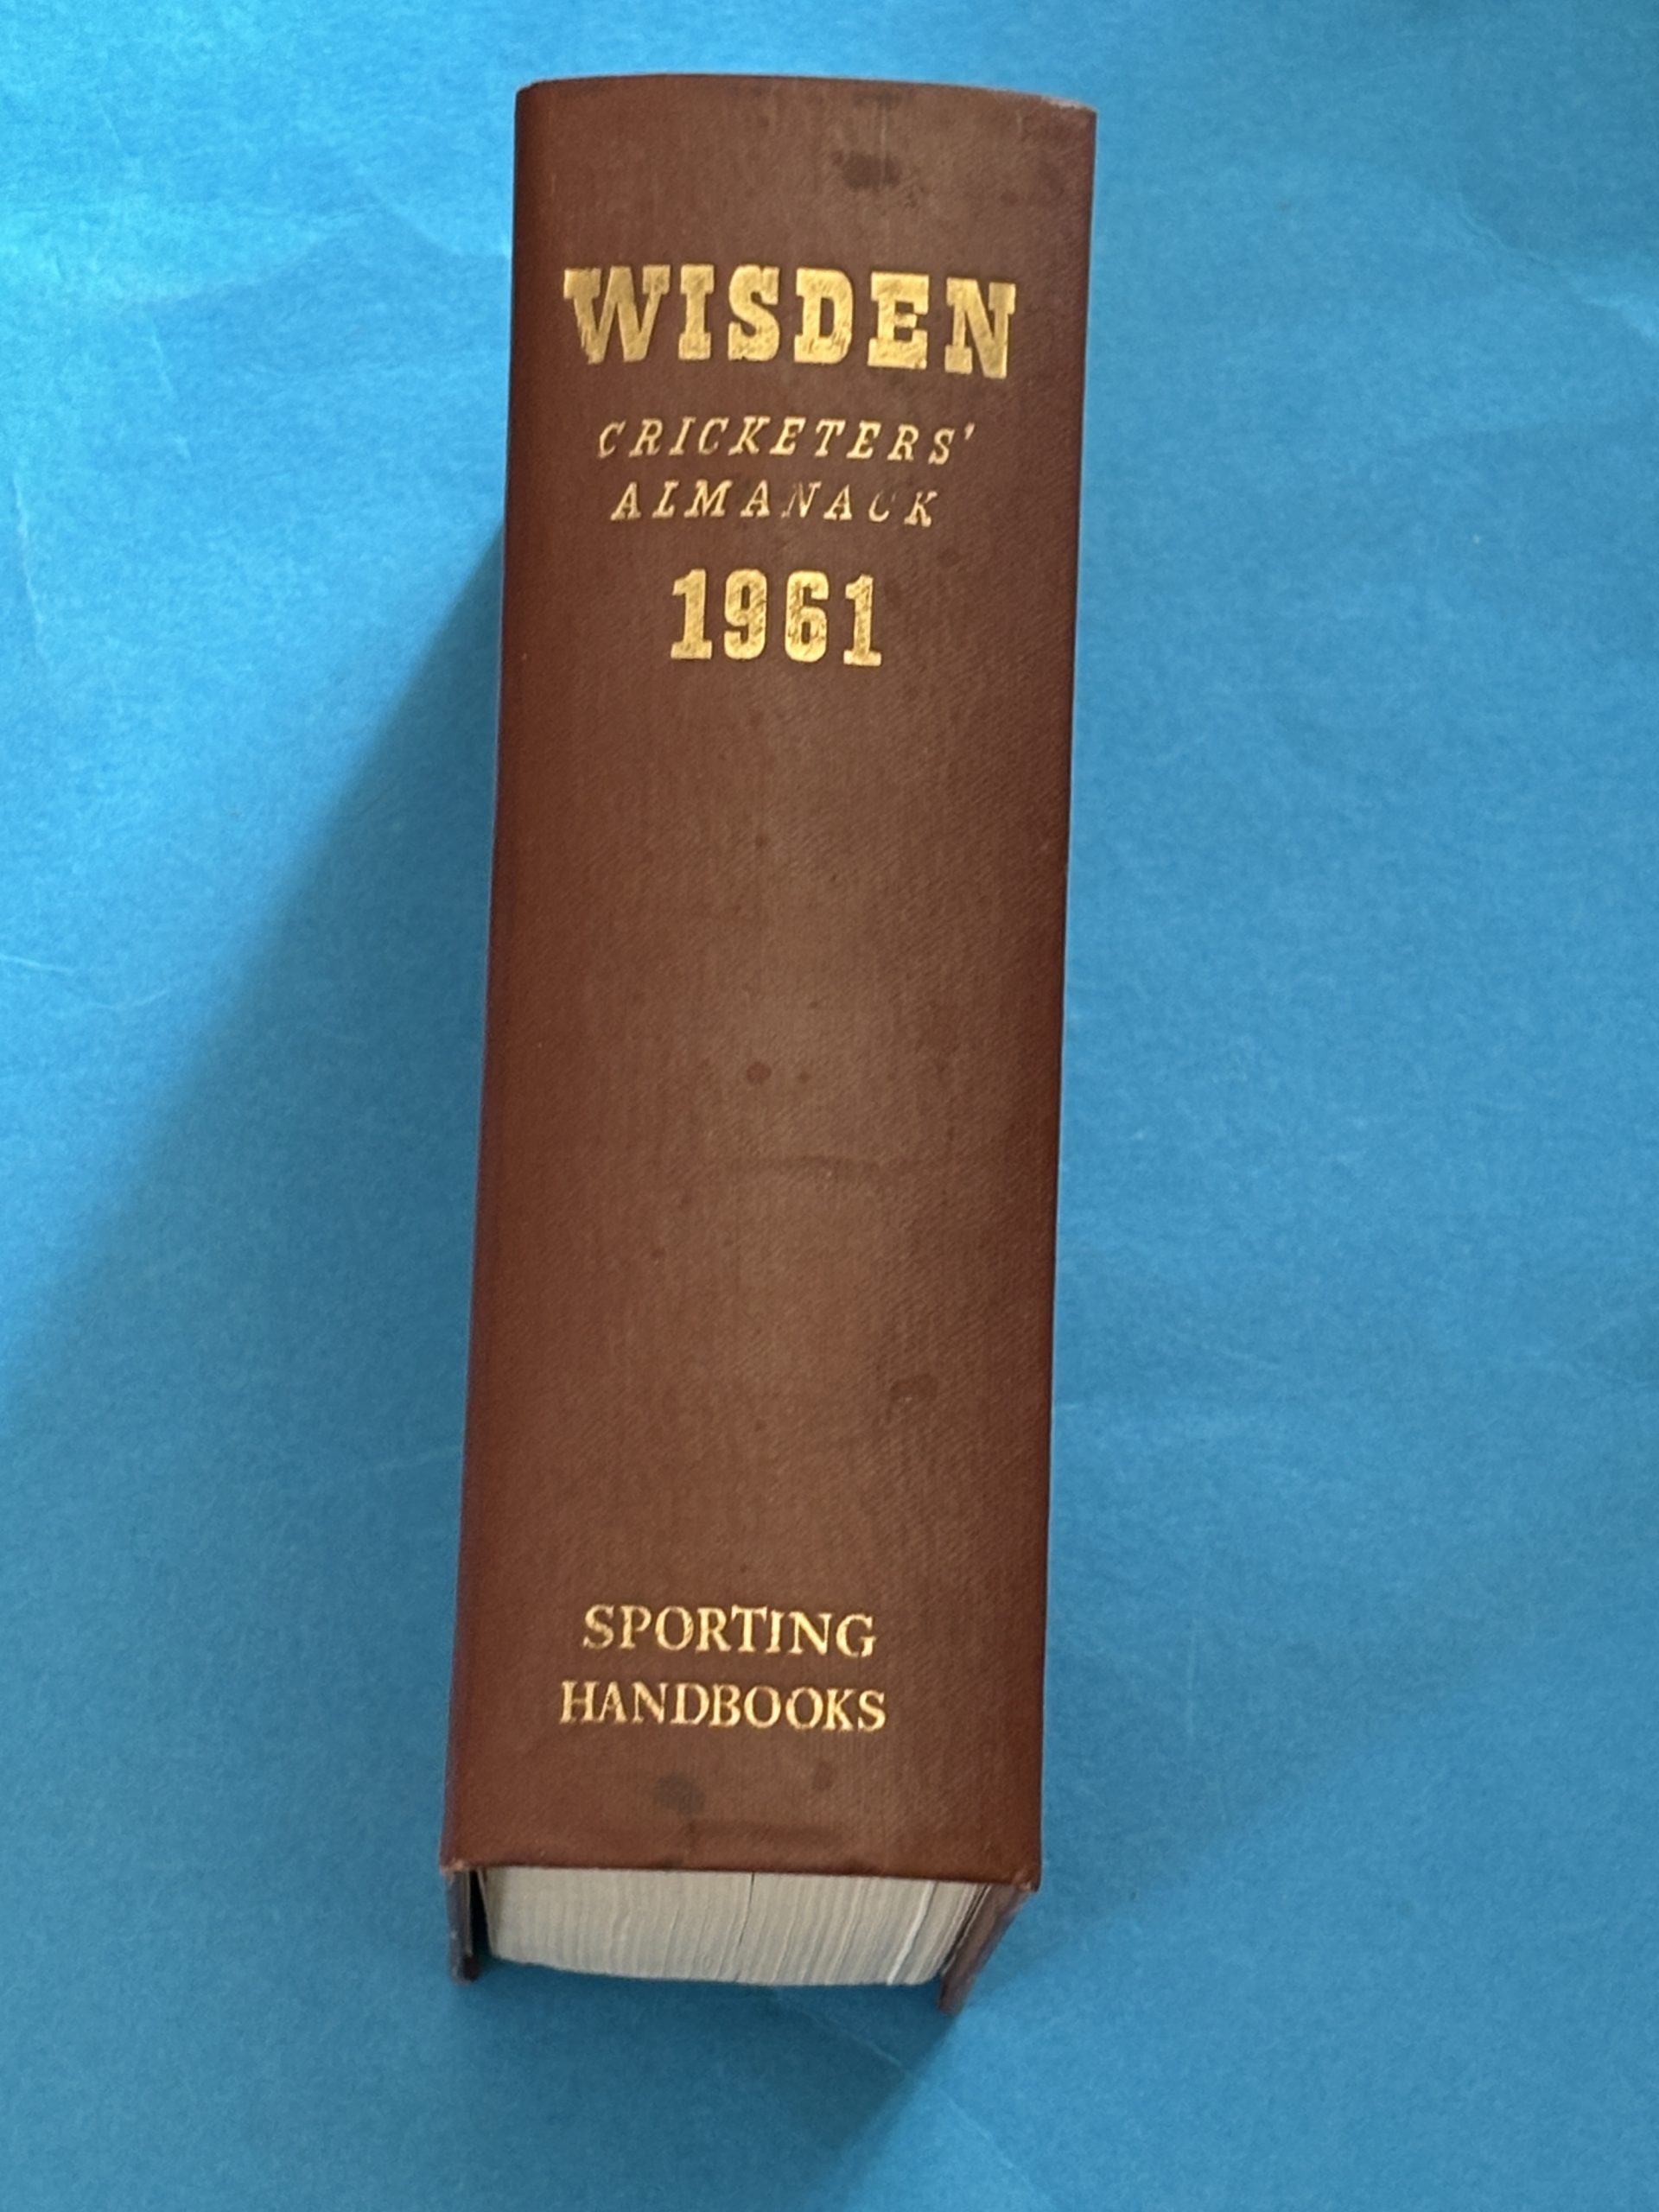 WISDEN
CRICKETERS'
ALMANACK
1961
SPORTING
HANDBOOKS